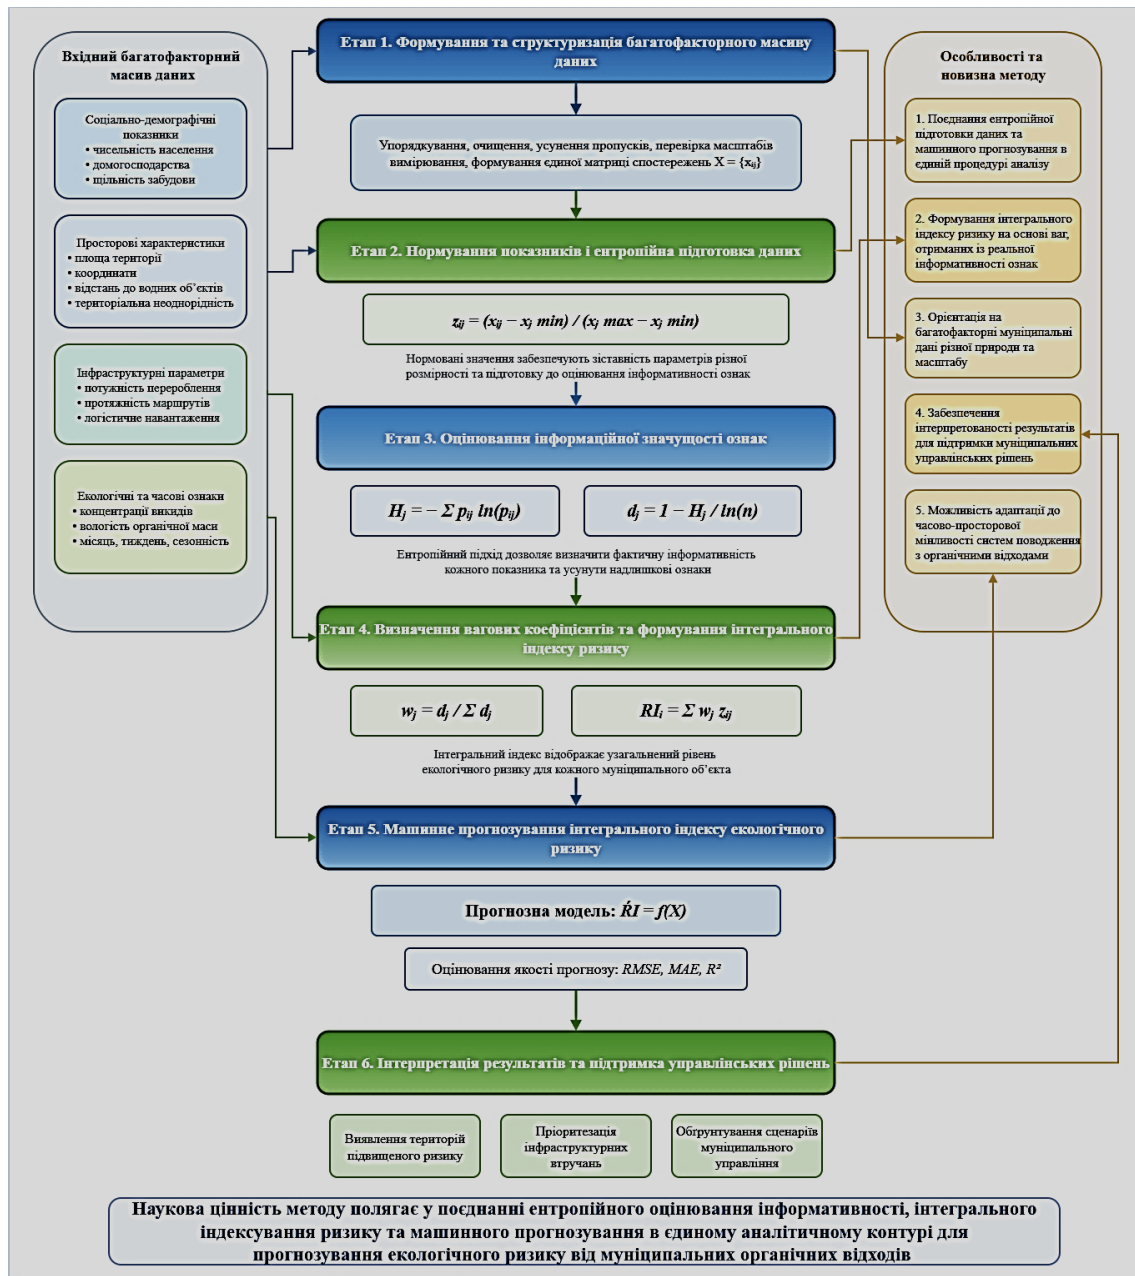 Вхідний багатофакторний
масив даних
Соціально-демографічні
показники
• чисельність населення
• домогосподарства
• щільність забудови
Просторові характеристики
• площа території
• координати
• відстань до водних об’єктів
• територіальна неоднорідність
Інфраструктурні параметри
• потужність перероблення
• протяжність маршрутів
• логістичне навантаження
Екологічні та часові ознаки
• концентрації викидів
• вологість органічної маси
• місяць, тиждень, сезонність
Етап 1. Формування та структуризація багатофакторного масиву
даних
Упорядкування, очищення, усунення пропусків, перевірка масштабів
вимірювання, формування єдиної матриці спостережень X = {xᵢⱼ}
Етап 2. Нормування показників і ентропійна підготовка даних
zᵢⱼ = (xᵢⱼ − xⱼ min) / (xⱼ max − xⱼ min)
Нормовані значення забезпечують зіставність параметрів різної
розмірності та підготовку до оцінювання інформативності ознак
Етап 3. Оцінювання інформаційної значущості ознак
Hⱼ = − Σ pᵢⱼ ln(pᵢⱼ)
dⱼ = 1 − Hⱼ / ln(n)
Ентропійний підхід дозволяє визначити фактичну інформативність
кожного показника та усунути надлишкові ознаки
Етап 4. Визначення вагових коефіцієнтів та формування інтегрального
індексу ризику
wⱼ = dⱼ / Σ dⱼ
RIᵢ = Σ wⱼ zᵢⱼ
Інтегральний індекс відображає узагальнений рівень
екологічного ризику для кожного муніципального об’єкта
Етап 5. Машинне прогнозування інтегрального індексу екологічного
ризику
Прогнозна модель: ŔI = f(X)
Оцінювання якості прогнозу: RMSE, MAE, R²
Етап 6. Інтерпретація результатів та підтримка управлінських рішень
Виявлення територій
підвищеного ризику
Пріоритезація
інфраструктурних
втручань
Обґрунтування сценаріїв
муніципального
управління
Особливості та
новизна методу
1. Поєднання ентропійної
підготовки даних та
машинного прогнозування в
єдиній процедурі аналізу
2. Формування інтегрального
індексу ризику на основі ваг,
отриманих із реальної
інформативності ознак
3. Орієнтація на
багатофакторні муніципальні
дані різної природи та
масштабу
4. Забезпечення
інтерпретованості результатів
для підтримки муніципальних
управлінських рішень
5. Можливість адаптації до
часово-просторової
мінливості систем поводження
з органічними відходами
Наукова цінність методу полягає у поєднанні ентропійного оцінювання інформативності, інтегрального
індексування ризику та машинного прогнозування в єдиному аналітичному контурі для
прогнозування екологічного ризику від муніципальних органічних відходів